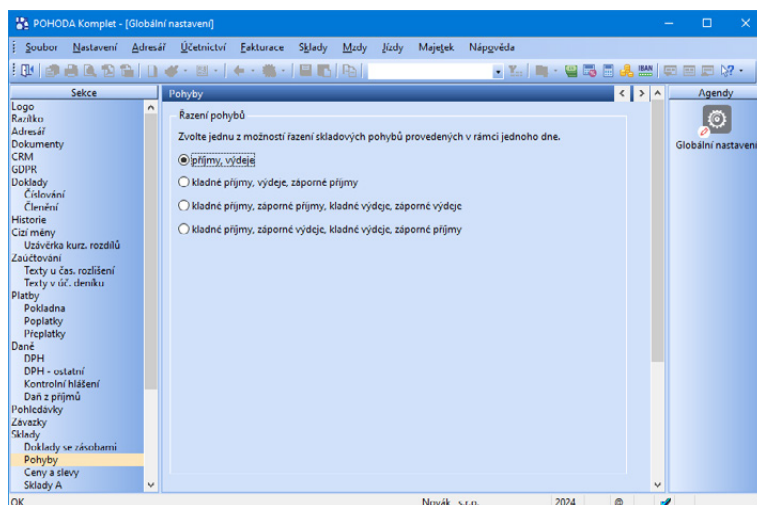 POHODA Komplet - [Globální nastavení]
Soubor Nastavení Adresář Účetnictví Fakturace Sklady Mzdy Jízdy Majetek Nápověda
IBAN
Sekce
Logo
Razítko
Adresář
Dokumenty
CRM
GDPR
Doklady
Číslování
Členění
Historie
Cizí měny
Uzávěrka kurz. rozdílů
Zaúčtování
Texty u čas. rozlišení
Texty v úč. deníku
Platby
Pokladna
Poplatky
Přeplatky
Daně
DPH
DPH - ostatní
Kontrolní hlášení
Daň z příjmů
Pohledávky
Závazky
Sklady
Doklady se zásobami
Pohyby
Ceny a slevy
Sklady A
Pohyby
Řazení pohybů
Zvolte jednu z možností řazení skladových pohybů provedených v rámci jednoho dne.
příjmy, výdeje
kladné příjmy, výdeje, záporné příjmy
kladné příjmy, záporné příjmy, kladné výdeje, záporné výdeje
kladné příjmy, záporné výdeje, kladné výdeje, záporné příjmy
Agendy
Globální nastavení
OK
Novák s.r.o.
2024
@